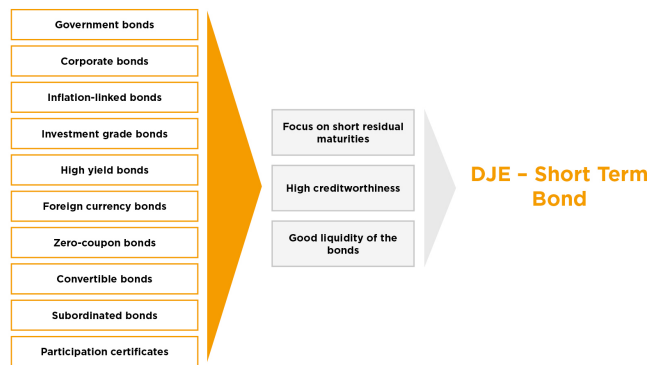 Government bonds
Corporate bonds
Inflation-linked bonds
Investment grade bonds
High yield bonds
Foreign currency bonds
Zero-coupon bonds
Convertible bonds
Subordinated bonds
Participation certificates
Focus on short residual
maturities
High creditworthiness
Good liquidity of the
bonds
DJE – Short Term
Bond